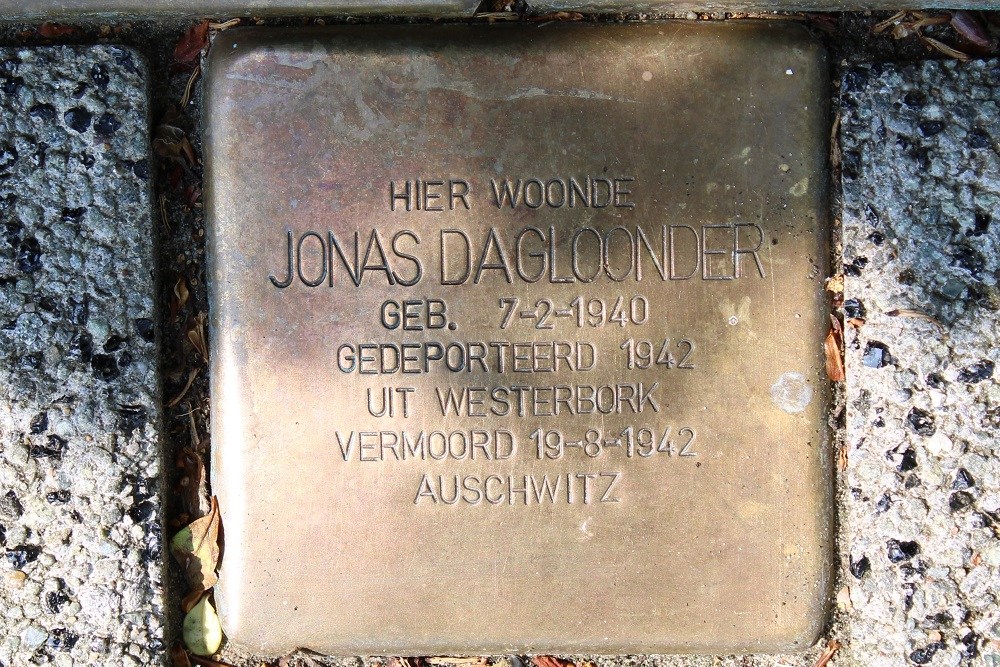 HIER WOONDE
JONAS DAGLOONDER
GEB. 7-2-1940
GEDEPORTEERD 1942
UIT WESTERBORK
VERMOORD 19-8-1942
AUSCHWITZ